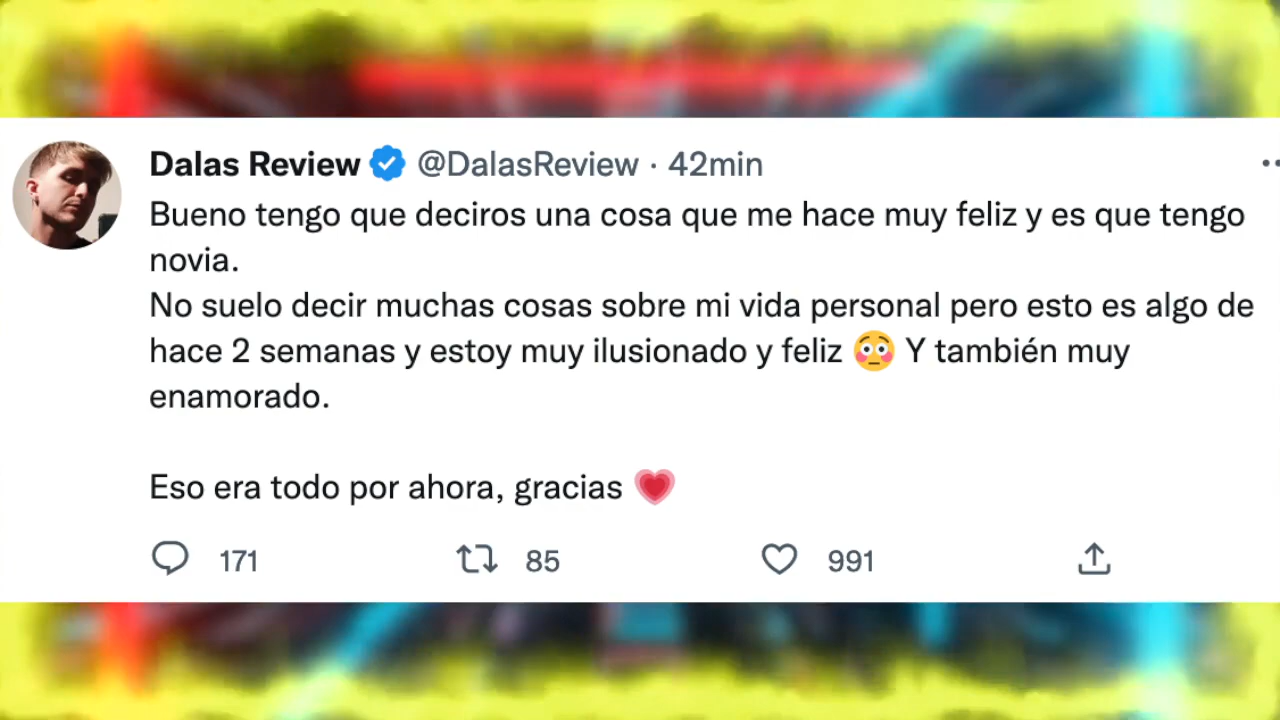 Dalas Review @DalasReview · 42min
Bueno tengo que deciros una cosa que me hace muy feliz y es que tengo
novia.
No suelo decir muchas cosas sobre mi vida personal pero esto es algo de
hace 2 semanas y estoy muy ilusionado y feliz 😳 Y también muy
enamorado.
Eso era todo por ahora, gracias 💗
171 85 991